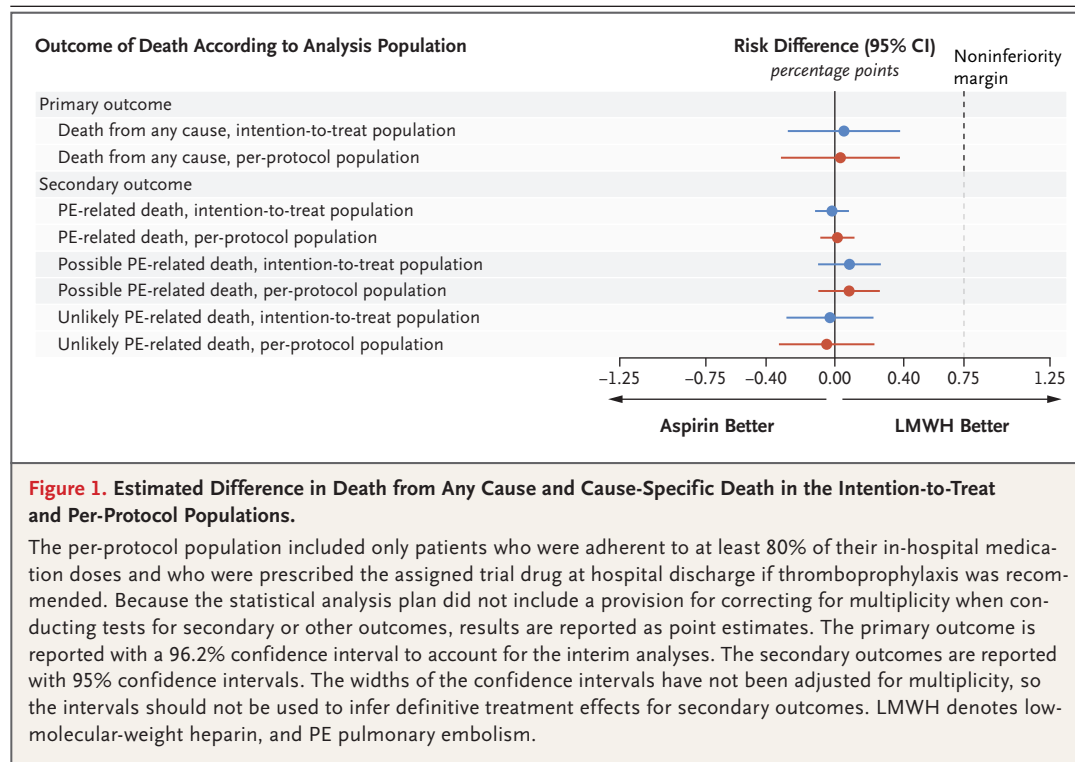 Outcome of Death According to Analysis Population
Risk Difference (95% CI)
percentage points
Noninferiority
margin
Primary outcome
Death from any cause, intention-to-treat population
Death from any cause, per-protocol population
Secondary outcome
PE-related death, intention-to-treat population
PE-related death, per-protocol population
Possible PE-related death, intention-to-treat population
Possible PE-related death, per-protocol population
Unlikely PE-related death, intention-to-treat population
Unlikely PE-related death, per-protocol population
−1.25 −0.75 −0.40 0.00 0.40 0.75 1.25
Aspirin Better LMWH Better
Figure 1. Estimated Difference in Death from Any Cause and Cause-Specific Death in the Intention-to-Treat
and Per-Protocol Populations.
The per-protocol population included only patients who were adherent to at least 80% of their in-hospital medica-
tion doses and who were prescribed the assigned trial drug at hospital discharge if thromboprophylaxis was recom-
mended. Because the statistical analysis plan did not include a provision for correcting for multiplicity when con-
ducting tests for secondary or other outcomes, results are reported as point estimates. The primary outcome is
reported with a 96.2% confidence interval to account for the interim analyses. The secondary outcomes are reported
with 95% confidence intervals. The widths of the confidence intervals have not been adjusted for multiplicity, so
the intervals should not be used to infer definitive treatment effects for secondary outcomes. LMWH denotes low-
molecular-weight heparin, and PE pulmonary embolism.